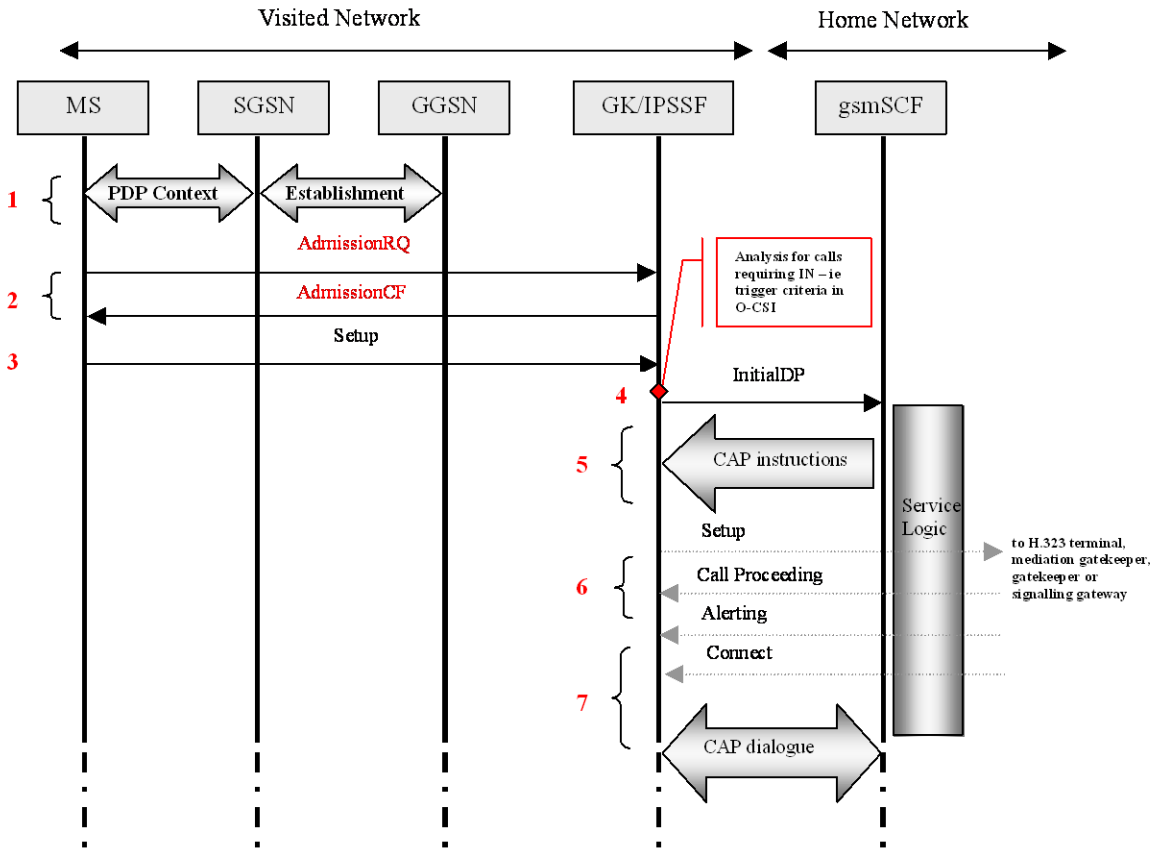 Visited Network
Home Network
MS
SGSN
GGSN
GK/IPSSF
gsmSCF
1
PDP Context
Establishment
AdmissionRQ
Analysis for calls
requiring IN – ie
trigger criteria in
O-CSI
2
AdmissionCF
Setup
3
InitialDP
4
5
CAP instructions
Service
Logic
Setup
to H.323 terminal,
mediation gatekeeper,
gatekeeper or
signalling gateway
6
Call Proceeding
Alerting
Connect
7
CAP dialogue